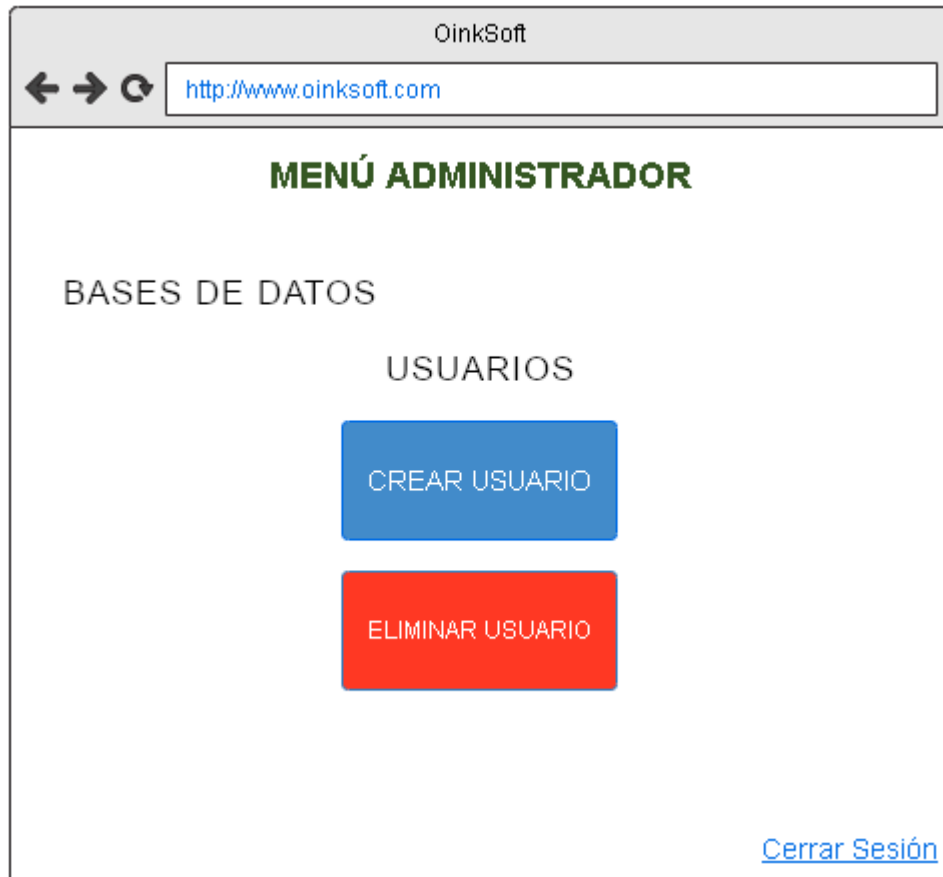 OinkSoft
http://www.oinksoft.com
MENÚ ADMINISTRADOR
BASES DE DATOS
USUARIOS
CREAR USUARIO
ELIMINAR USUARIO
Cerrar Sesión